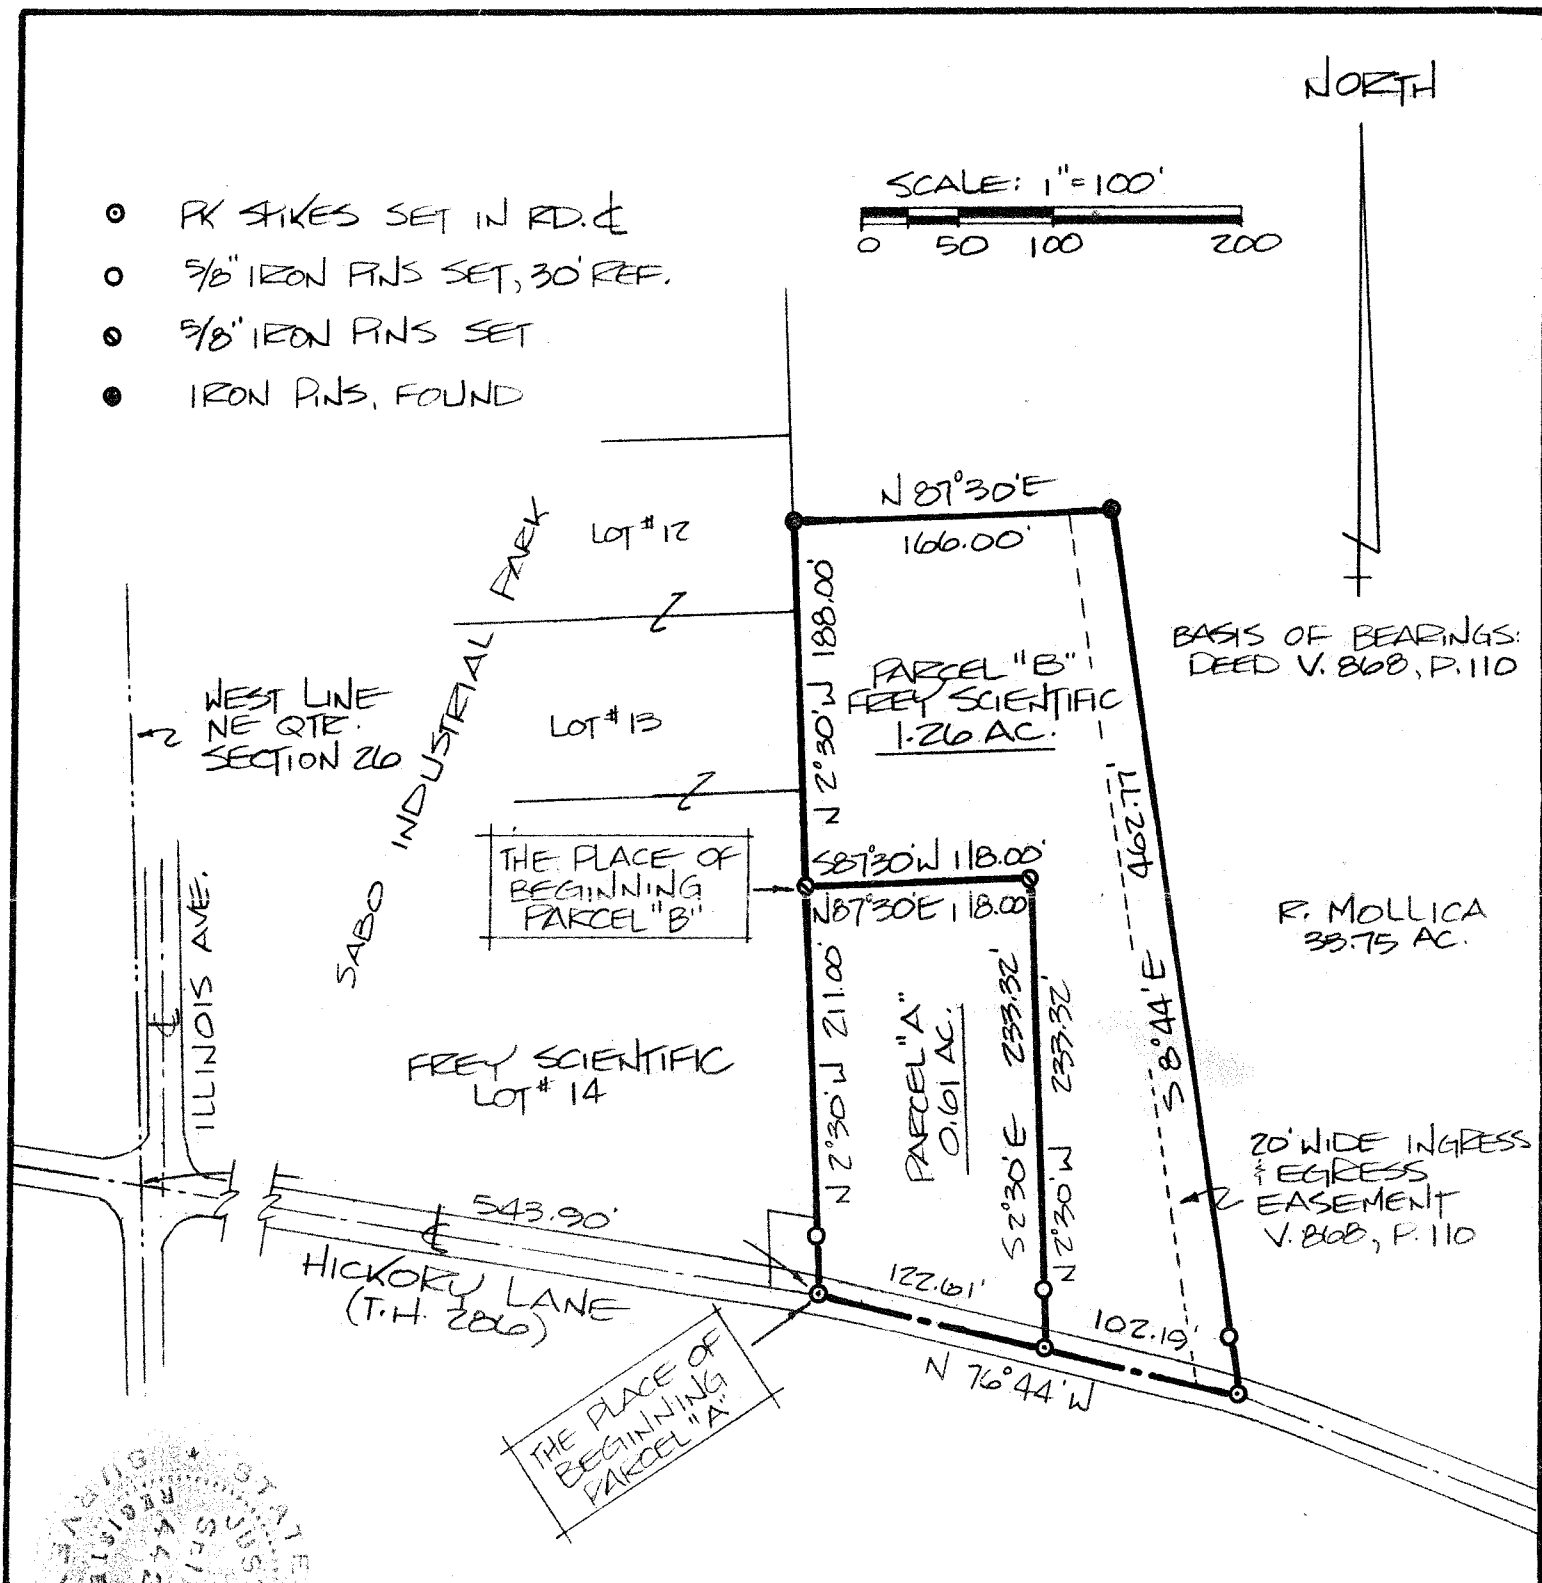 NORTH
SCALE: 1"=100'
0 50 100 200
PK SPIKES SET IN RD. ℄
5/8" IRON PINS SET, 30' REF.
5/8" IRON PINS SET
IRON PINS, FOUND
N 87°30'E
166.00'
LOT #12
SABO INDUSTRIAL PARK
N 2°30'W 188.00'
BASIS OF BEARINGS:
DEED V. 868, P. 110
PARCEL "B"
FREY SCIENTIFIC
1.26 AC.
WEST LINE
NE QTR.
SECTION 26
LOT #13
462.77'
S 8°44'E
THE PLACE OF
BEGINNING
PARCEL "B"
S87°30'W 118.00'
N87°30'E 118.00'
R. MOLLICA
33.75 AC.
ILLINOIS AVE.
℄
N 2°30'W 211.00'
PARCEL "A"
0.61 AC.
S 2°30'E 233.32'
N 2°30'W 233.32'
FREY SCIENTIFIC
LOT #14
20' WIDE INGRESS
& EGRESS
EASEMENT
V. 868, P. 110
543.90'
℄
HICKORY LANE
(T.H. 286)
122.61'
102.19'
N 76°44'W
THE PLACE OF
BEGINNING
PARCEL "A"
STATE
REGISTE